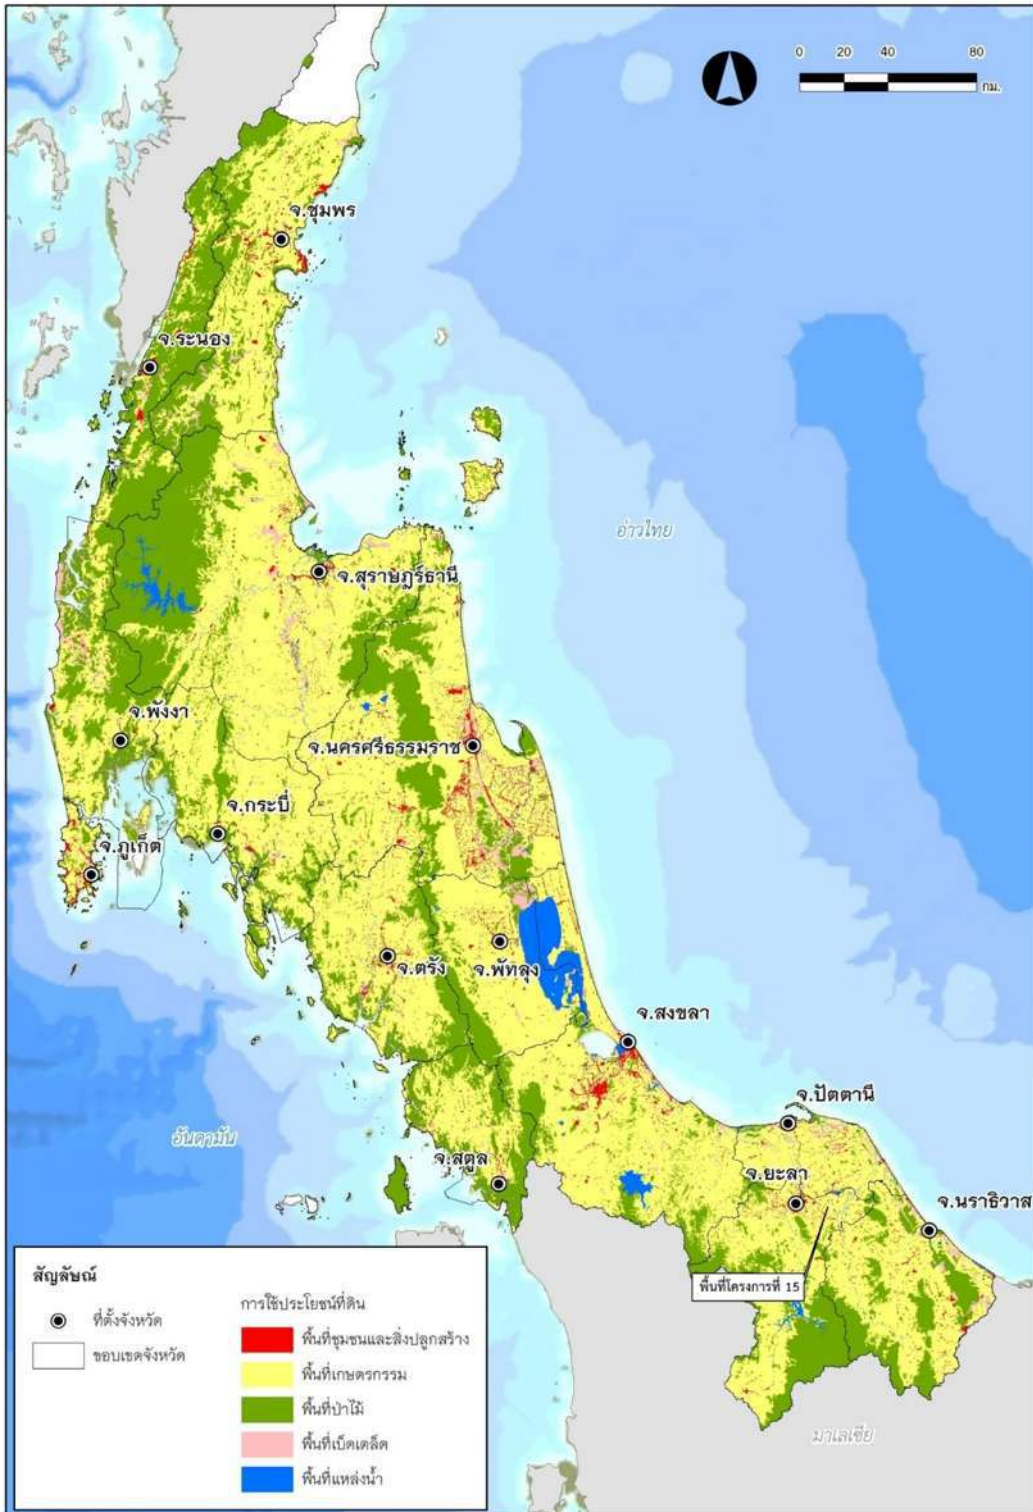 0 20 40 80
กม.
จ.ชุมพร
จ.ระนอง
อ่าวไทย
จ.สุราษฎร์ธานี
จ.พังงา
จ.นครศรีธรรมราช
จ.กระบี่
จ.ภูเก็ต
จ.ตรัง
จ.พัทลุง
จ.สงขลา
จ.ปัตตานี
อันดามัน
จ.สตูล
จ.ยะลา
จ.นราธิวาส
พื้นที่โครงการที่ 15
มาเลเซีย
สัญลัษณ์
ที่ตั้งจังหวัด
ขอบเขตจังหวัด
การใช้ประโยชน์ที่ดิน
พื้นที่ชุมชนและสิ่งปลูกสร้าง
พื้นที่เกษตรกรรม
พื้นที่ป่าไม้
พื้นที่เบ็ดเตล็ด
พื้นที่แหล่งน้ำ